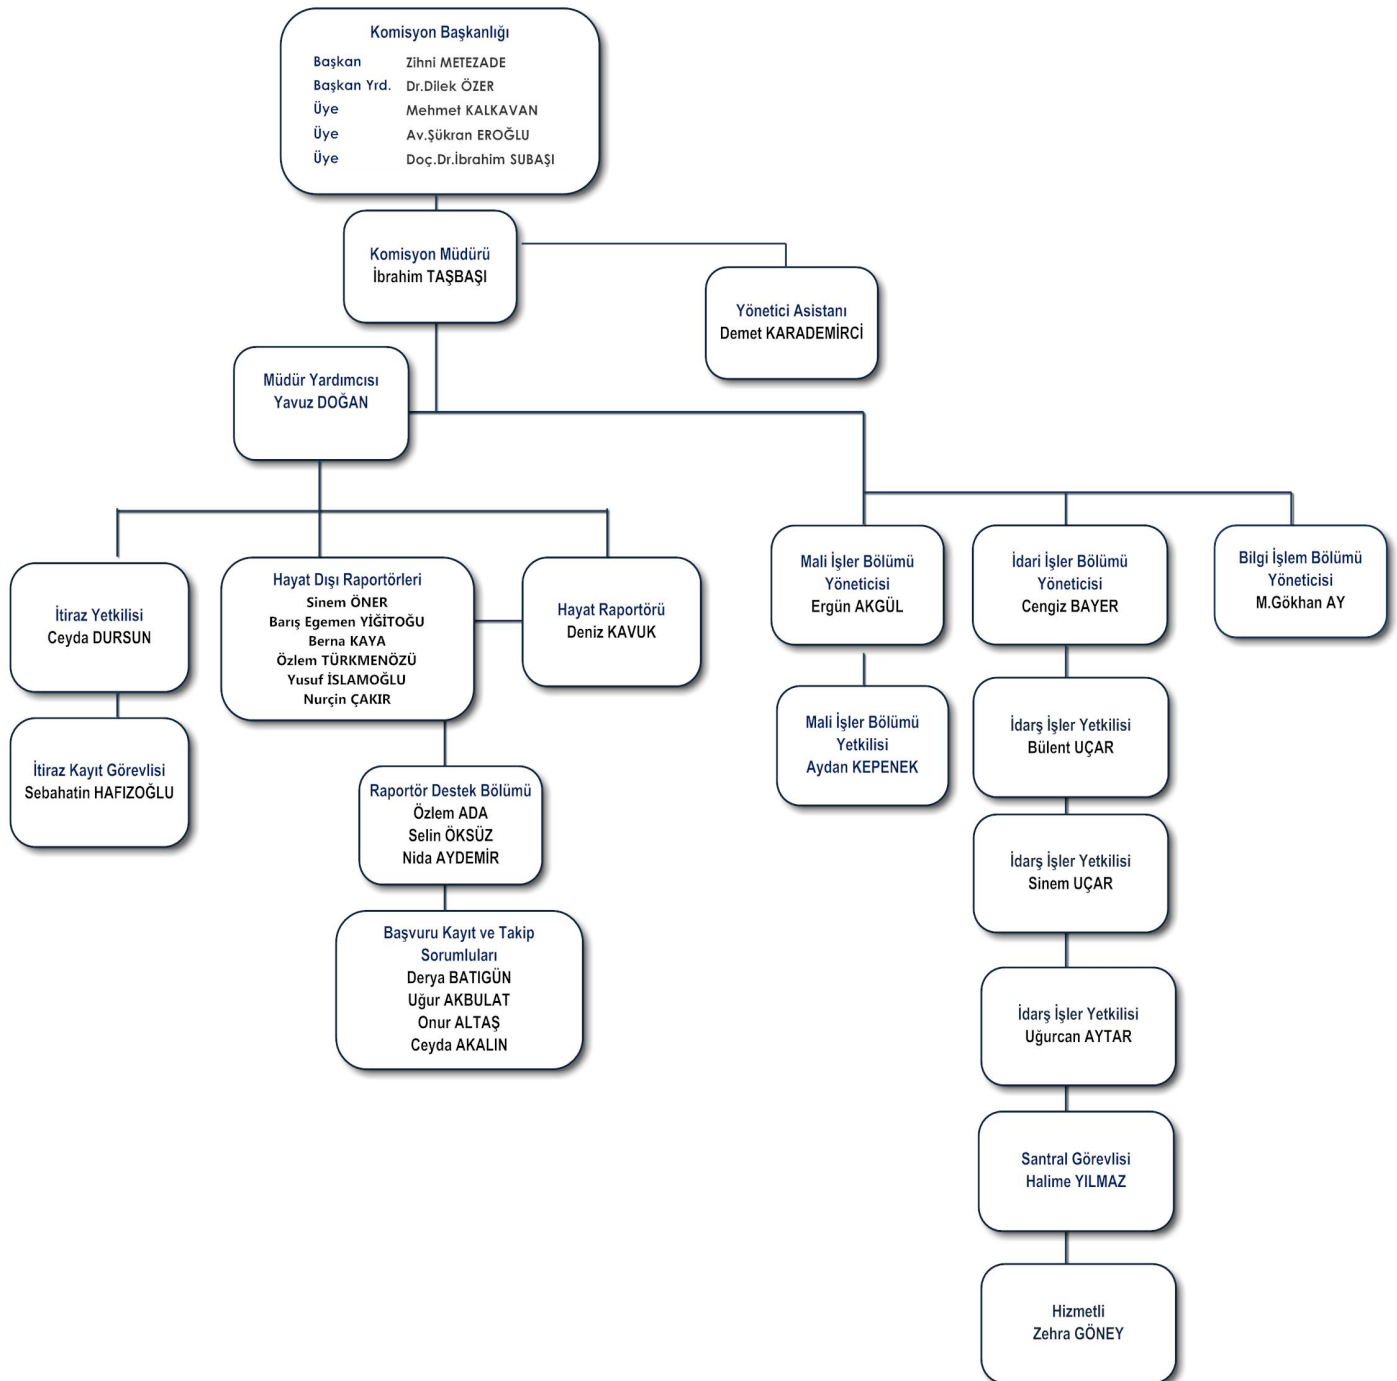 Komisyon Başkanlığı
Başkan Zihni METEZADE
Başkan Yrd. Dr.Dilek ÖZER
Üye Mehmet KALKAVAN
Üye Av.Şükran EROĞLU
Üye Doç.Dr.İbrahim SUBAŞI
Komisyon Müdürü
İbrahim TAŞBAŞI
Yönetici Asistanı
Demet KARADEMİRCİ
Müdür Yardımcısı
Yavuz DOĞAN
İtiraz Yetkilisi
Ceyda DURSUN
İtiraz Kayıt Görevlisi
Sebahatin HAFIZOĞLU
Hayat Dışı Raportörleri
Sinem ÖNER
Barış Egemen YİĞİTOĞU
Berna KAYA
Özlem TÜRKMENÖZÜ
Yusuf İSLAMOĞLU
Nurçin ÇAKIR
Hayat Raportörü
Deniz KAVUK
Raportör Destek Bölümü
Özlem ADA
Selin ÖKSÜZ
Nida AYDEMİR
Başvuru Kayıt ve Takip
Sorumluları
Derya BATIGÜN
Uğur AKBULAT
Onur ALTAŞ
Ceyda AKALIN
Mali İşler Bölümü
Yöneticisi
Ergün AKGÜL
Mali İşler Bölümü
Yetkilisi
Aydan KEPENEK
İdari İşler Bölümü
Yöneticisi
Cengiz BAYER
İdarş İşler Yetkilisi
Bülent UÇAR
İdarş İşler Yetkilisi
Sinem UÇAR
İdarş İşler Yetkilisi
Uğurcan AYTAR
Santral Görevlisi
Halime YILMAZ
Hizmetli
Zehra GÖNEY
Bilgi İşlem Bölümü
Yöneticisi
M.Gökhan AY